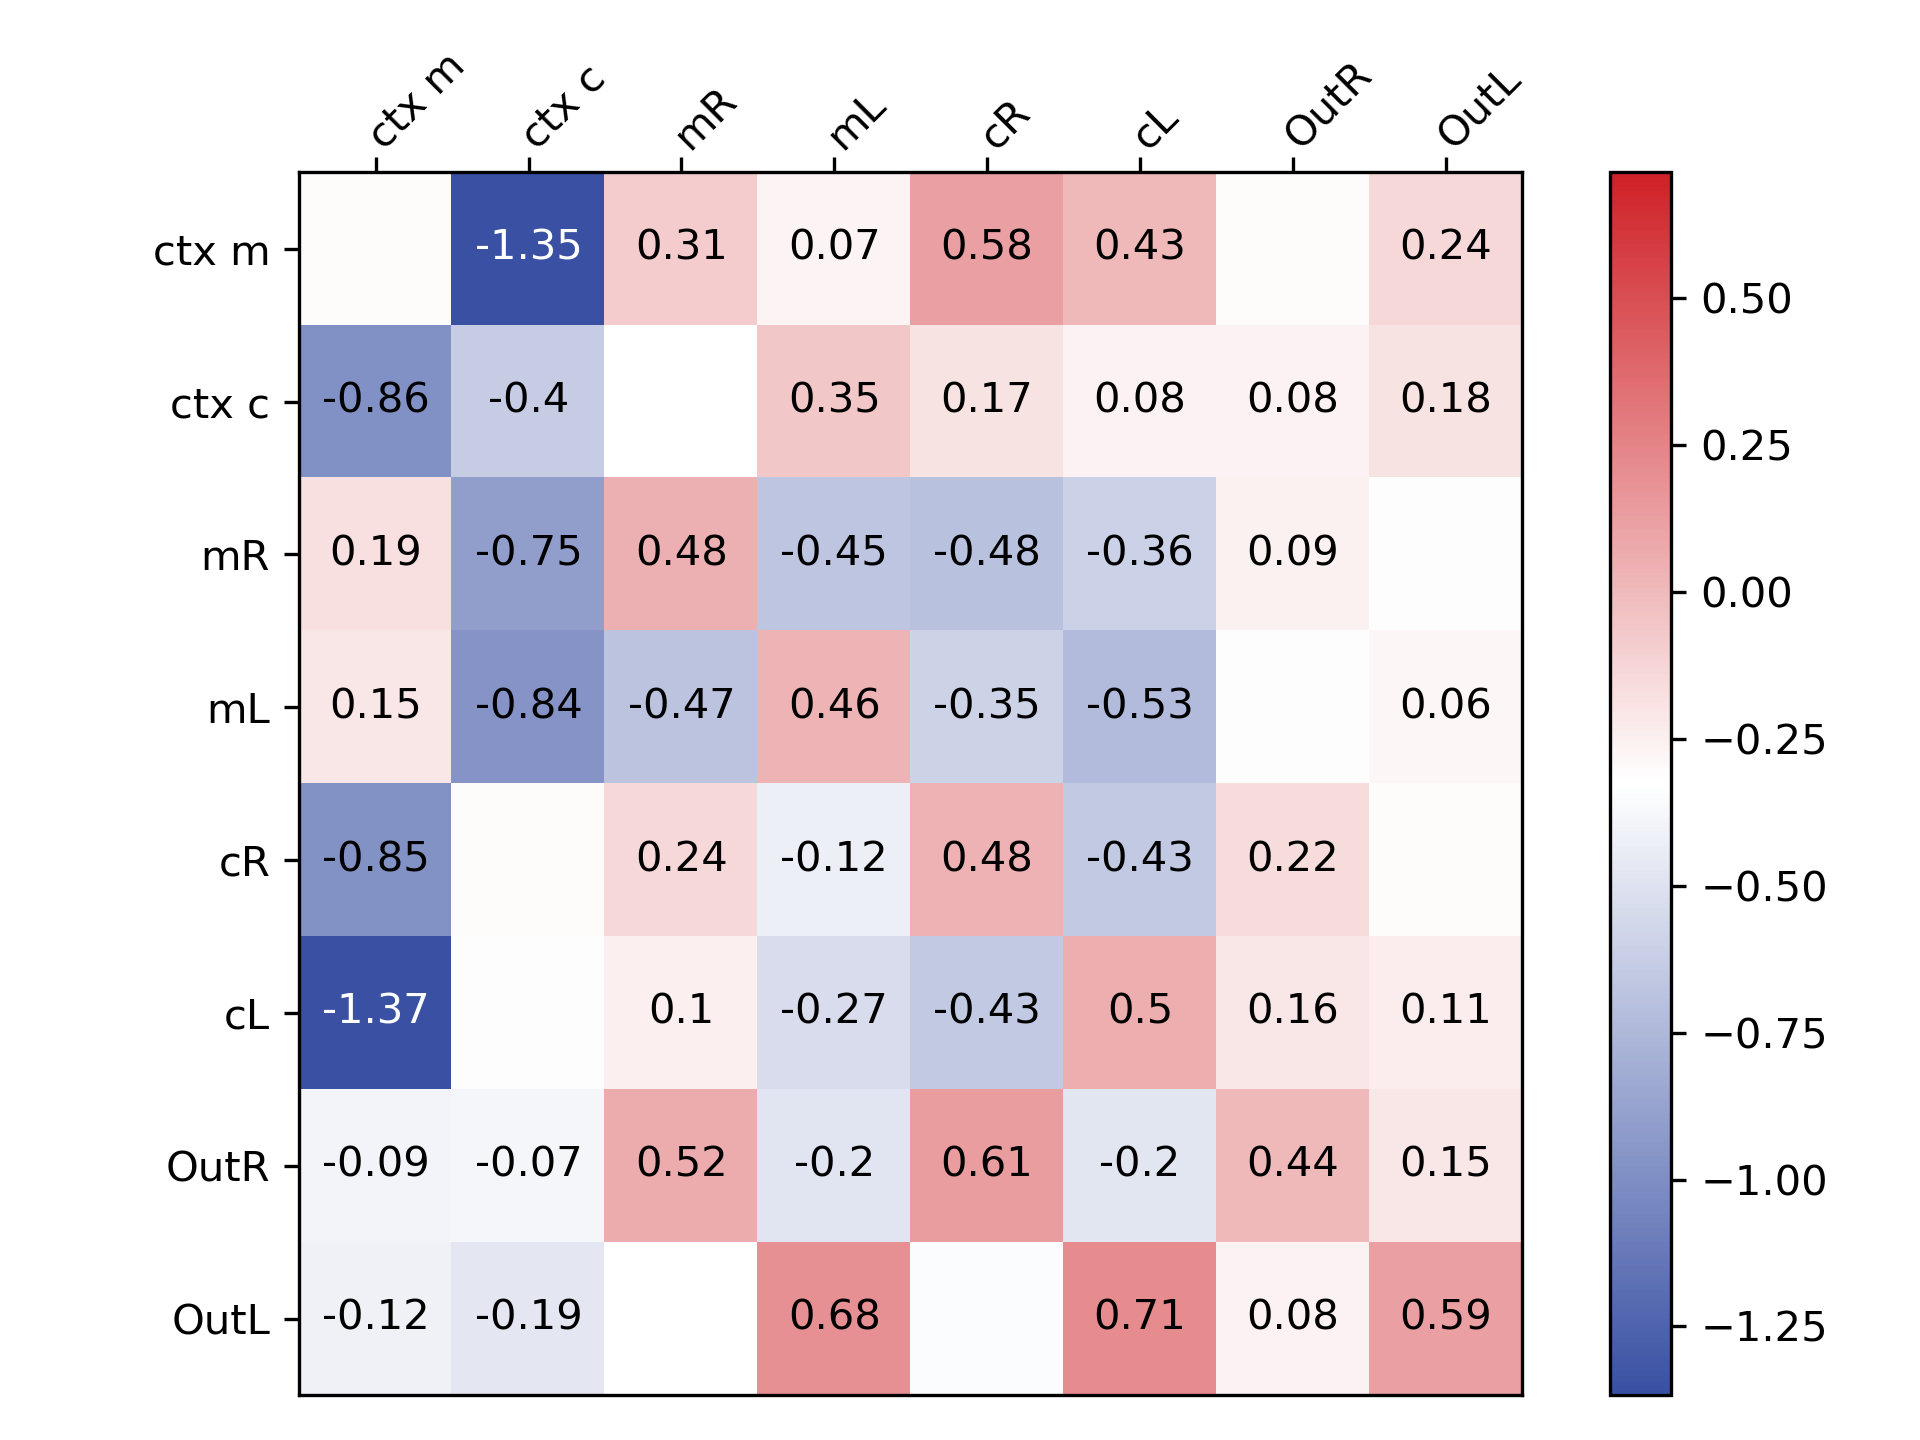 ctx m ctx c mR mL cR cL OutR OutL
ctx m -1.35 0.31 0.07 0.58 0.43 0.24
ctx c -0.86 -0.4 0.35 0.17 0.08 0.08 0.18
mR 0.19 -0.75 0.48 -0.45 -0.48 -0.36 0.09
mL 0.15 -0.84 -0.47 0.46 -0.35 -0.53 0.06
cR -0.85 0.24 -0.12 0.48 -0.43 0.22
cL -1.37 0.1 -0.27 -0.43 0.5 0.16 0.11
OutR -0.09 -0.07 0.52 -0.2 0.61 -0.2 0.44 0.15
OutL -0.12 -0.19 0.68 0.71 0.08 0.59
0.50
0.25
0.00
−0.25
−0.50
−0.75
−1.00
−1.25